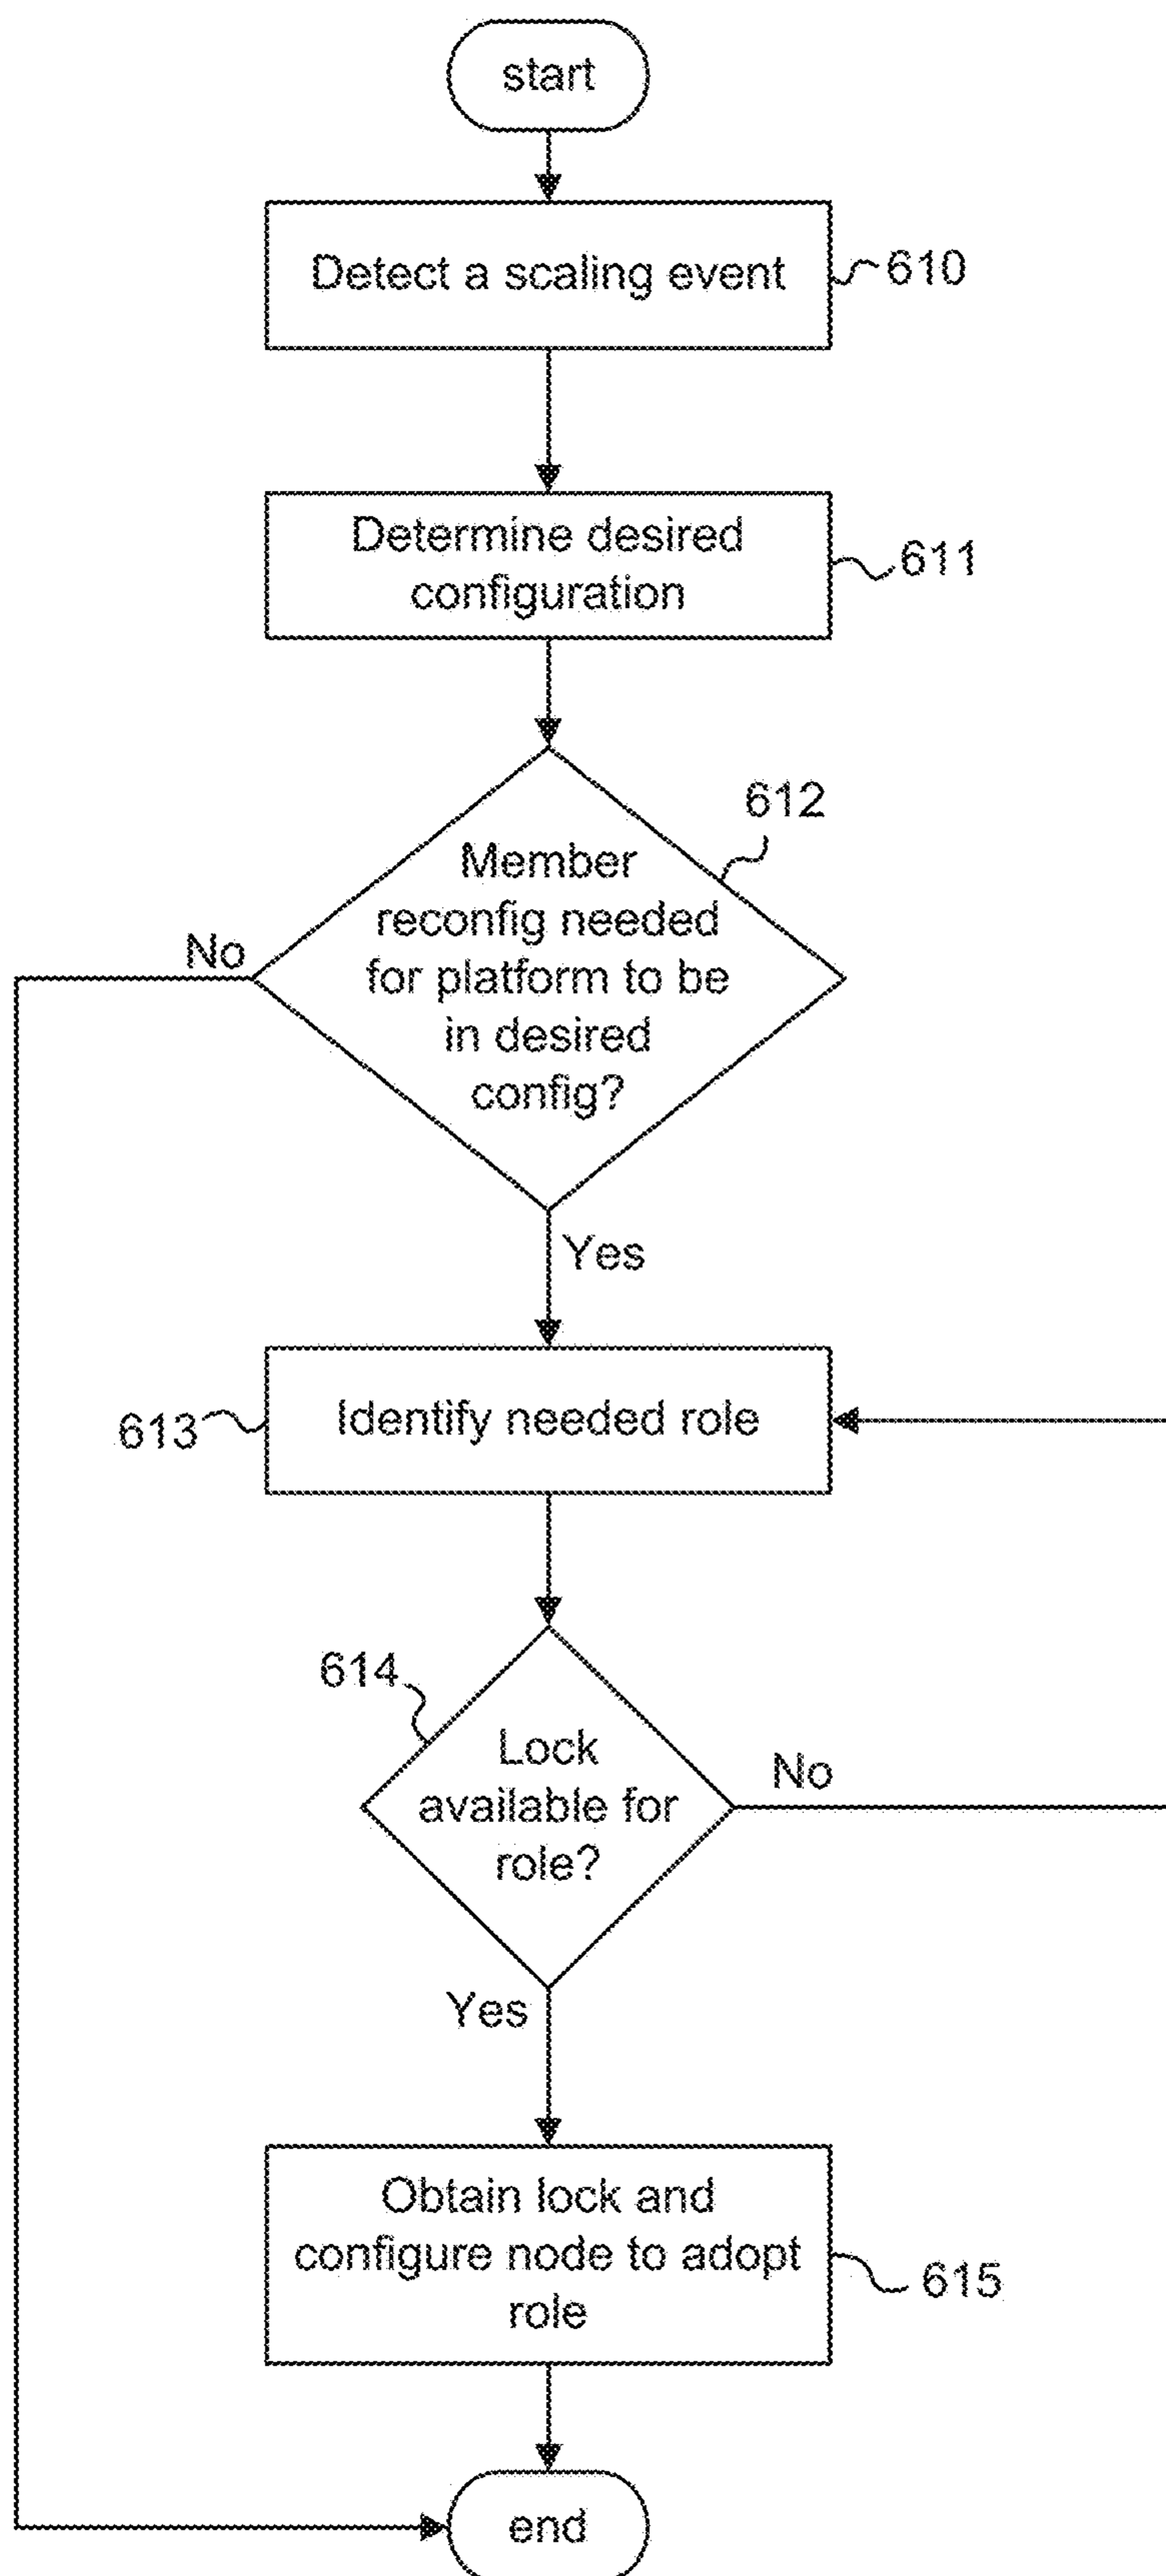 start
Detect a scaling event
610
Determine desired
configuration
611
612
Member
reconfig needed
for platform to be
in desired
config?
No
Yes
Identify needed role
613
614
Lock
available for
role?
No
Yes
Obtain lock and
configure node to adopt
role
615
end